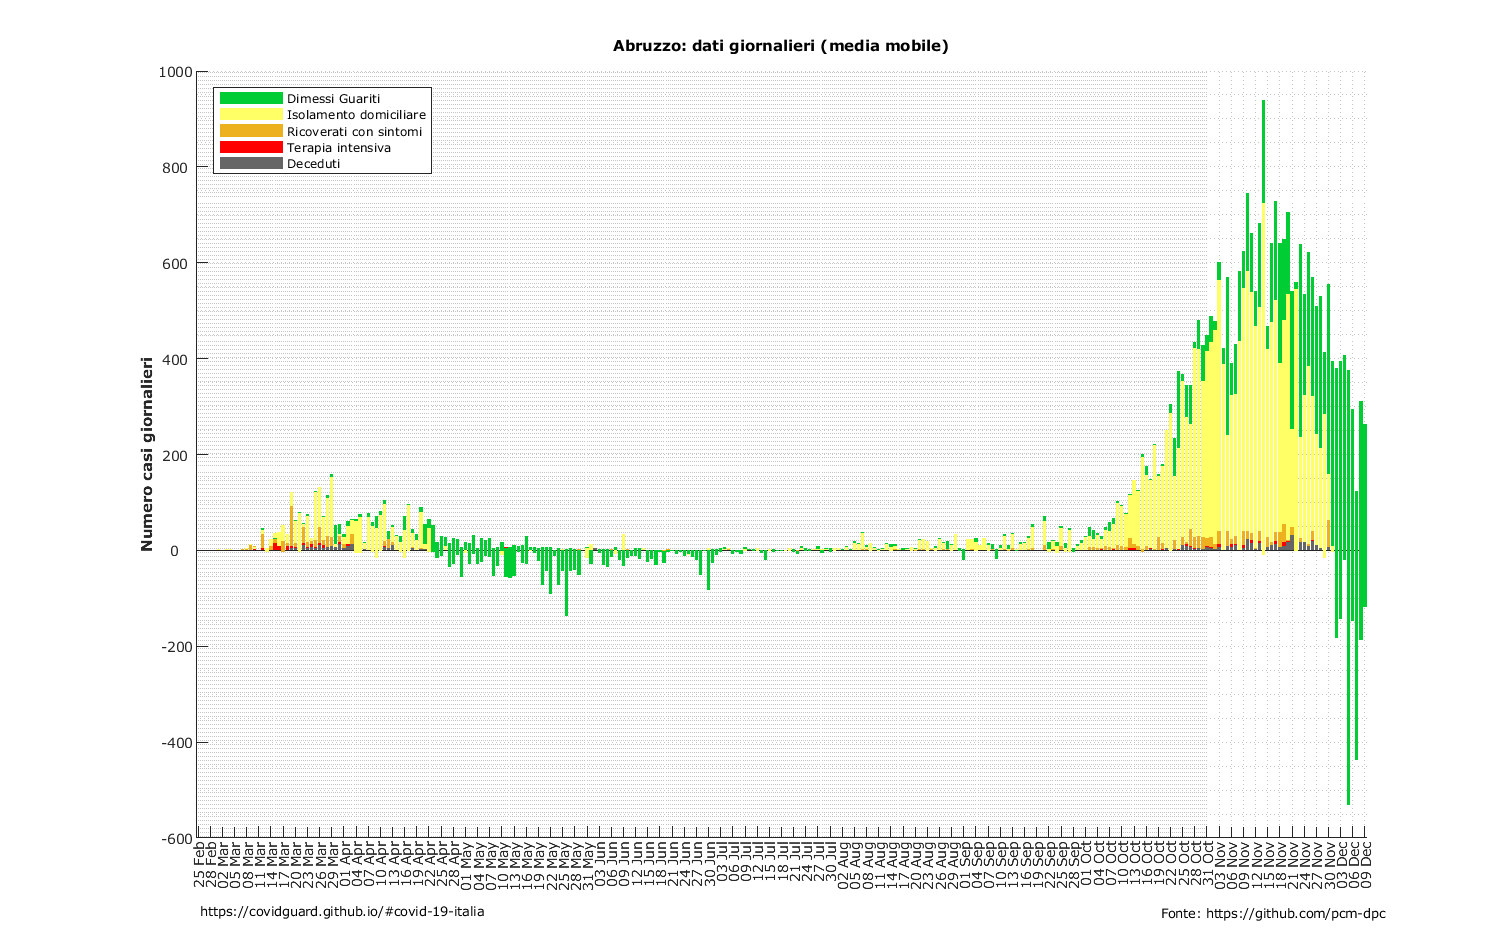 Abruzzo: dati giornalieri (media mobile)
1000
800
600
400
200
0
-200
-400
-600
Numero casi giornalieri
Dimessi Guariti
Isolamento domiciliare
Ricoverati con sintomi
Terapia intensiva
Deceduti
25 Feb
28 Feb
02 Mar
05 Mar
08 Mar
11 Mar
14 Mar
17 Mar
20 Mar
23 Mar
26 Mar
29 Mar
01 Apr
04 Apr
07 Apr
10 Apr
13 Apr
16 Apr
19 Apr
22 Apr
25 Apr
28 Apr
01 May
04 May
07 May
10 May
13 May
16 May
19 May
22 May
25 May
28 May
31 May
03 Jun
06 Jun
09 Jun
12 Jun
15 Jun
18 Jun
21 Jun
24 Jun
27 Jun
30 Jun
03 Jul
06 Jul
09 Jul
12 Jul
15 Jul
18 Jul
21 Jul
24 Jul
27 Jul
30 Jul
02 Aug
05 Aug
08 Aug
11 Aug
14 Aug
17 Aug
20 Aug
23 Aug
26 Aug
29 Aug
01 Sep
04 Sep
07 Sep
10 Sep
13 Sep
16 Sep
19 Sep
22 Sep
25 Sep
28 Sep
01 Oct
04 Oct
07 Oct
10 Oct
13 Oct
16 Oct
19 Oct
22 Oct
25 Oct
28 Oct
31 Oct
03 Nov
06 Nov
09 Nov
12 Nov
15 Nov
18 Nov
21 Nov
24 Nov
27 Nov
30 Nov
03 Dec
06 Dec
09 Dec
https://covidguard.github.io/#covid-19-italia
Fonte: https://github.com/pcm-dpc